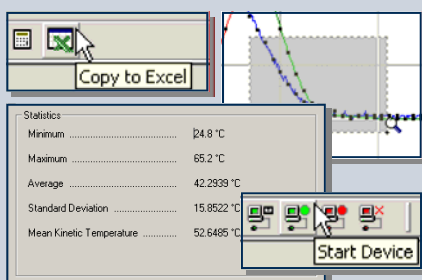 Copy to Excel
Statistics
Minimum ........................................ 24.8 °C
Maximum ....................................... 65.2 °C
Average ......................................... 42.2939 °C
Standard Deviation ....................... 15.8522 °C
Mean Kinetic Temperature ............ 52.6485 °C
Start Device